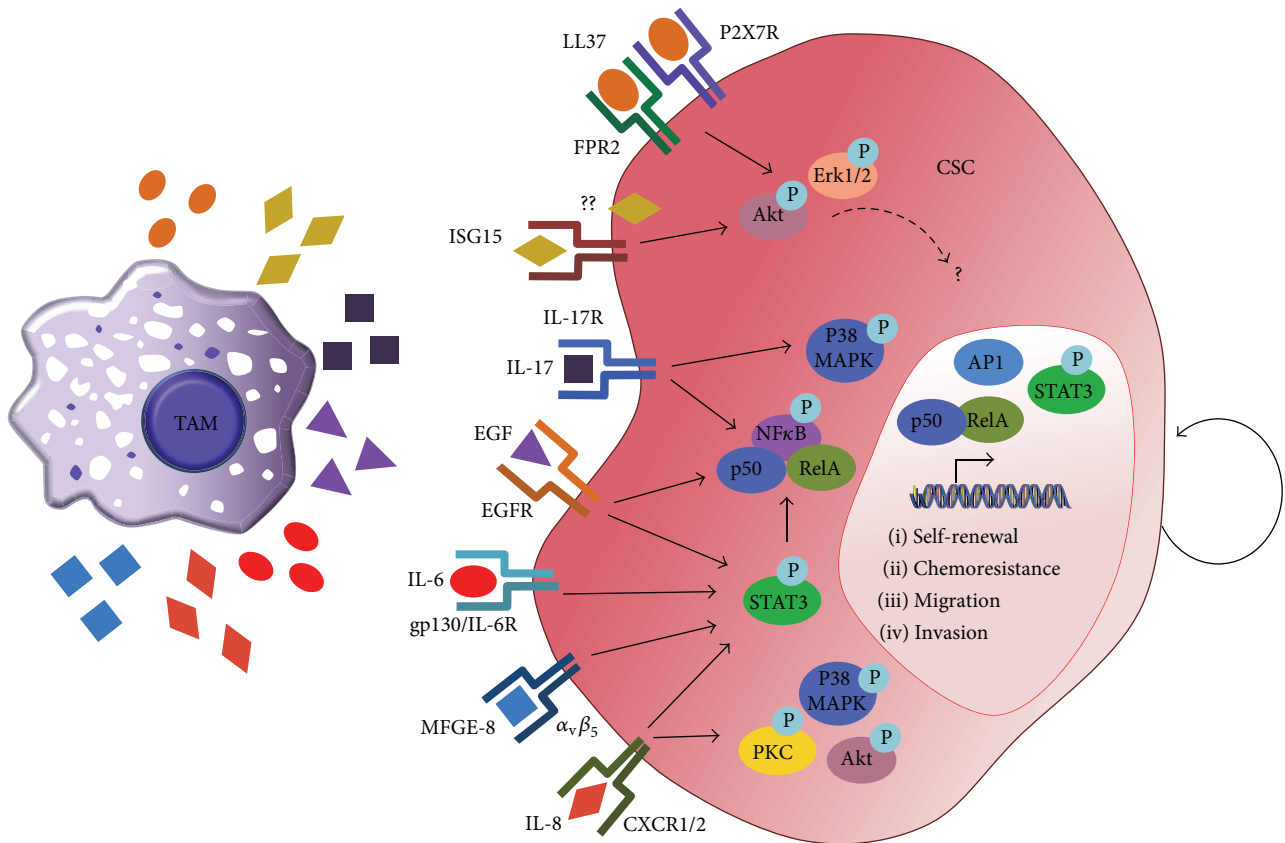 P2X7R
LL37
FPR2
P
Erk1/2
P
Akt
CSC
??
ISG15
?
IL-17R
IL-17
P
P38
MAPK
AP1
P
STAT3
p50
RelA
TAM
EGF
EGFR
P
NFκB
p50
RelA
(i) Self-renewal
(ii) Chemoresistance
(iii) Migration
(iv) Invasion
IL-6
gp130/IL-6R
P
STAT3
MFGE-8
αvβ5
P
P38
MAPK
P
PKC
P
Akt
IL-8
CXCR1/2